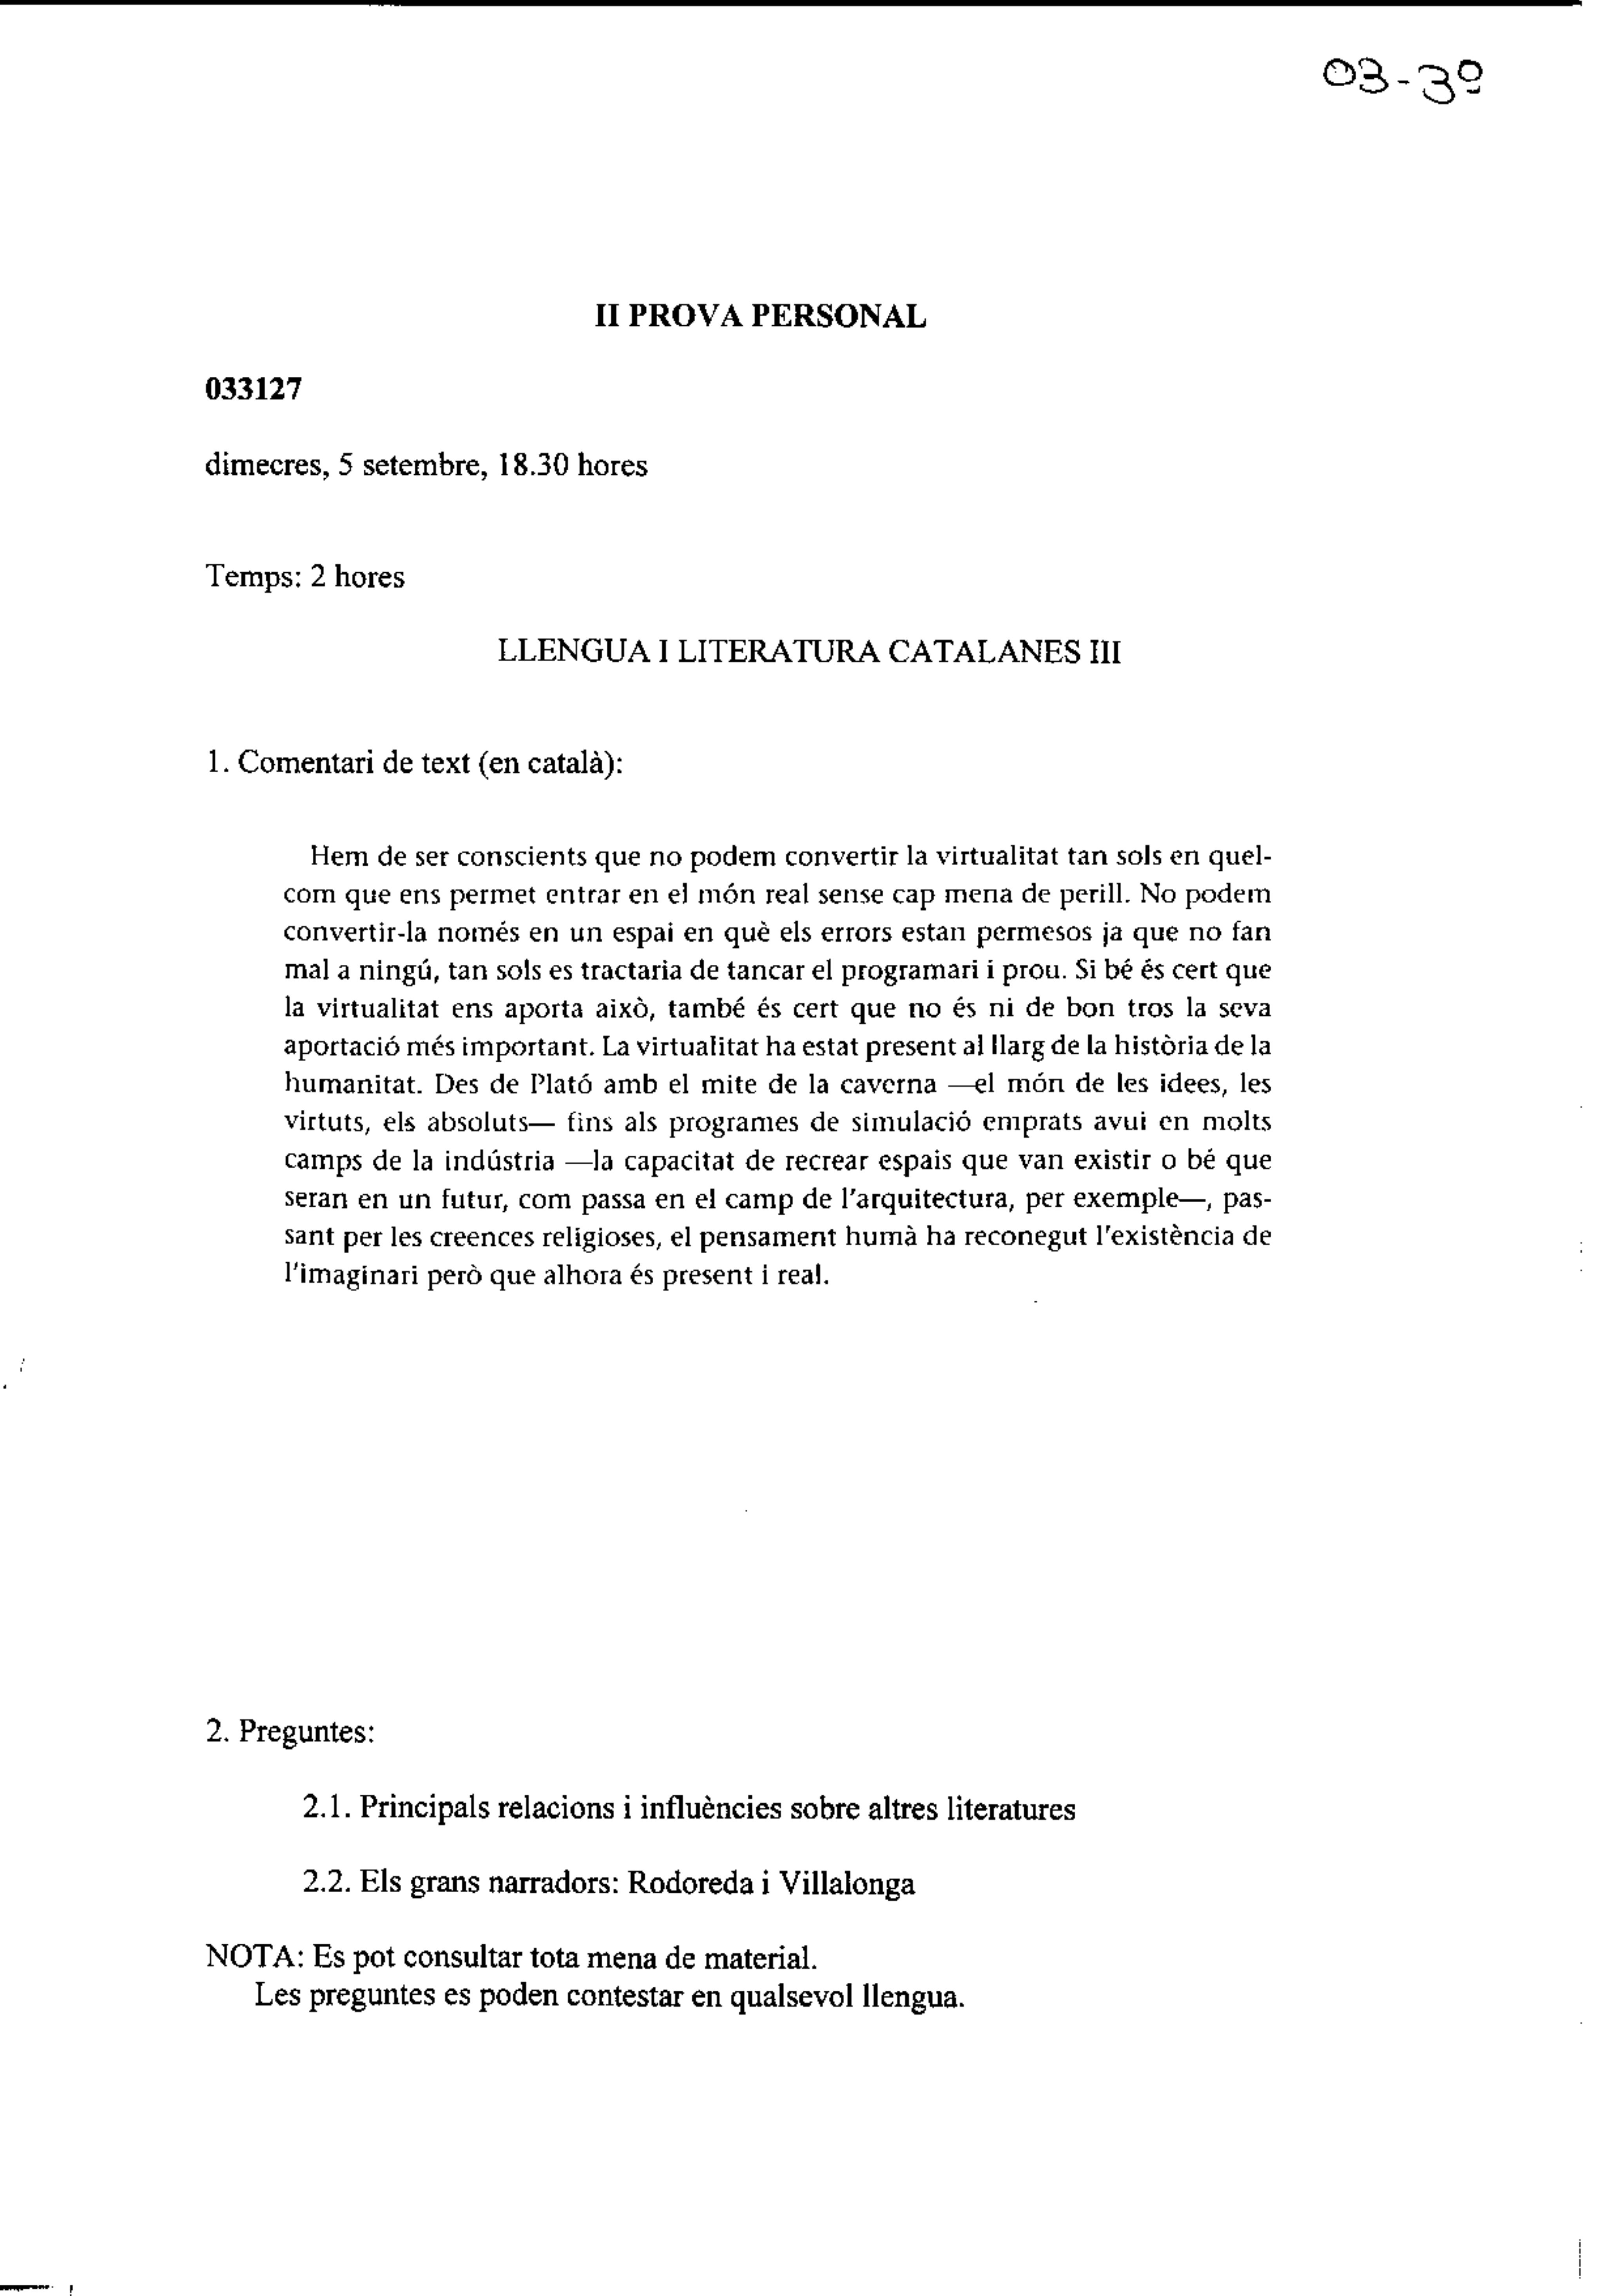 03-3º
II PROVA PERSONAL
033127
dimecres, 5 setembre, 18.30 hores
Temps: 2 hores
LLENGUA I LITERATURA CATALANES III
1. Comentari de text (en català):
Hem de ser conscients que no podem convertir la virtualitat tan sols en quel-
com que ens permet entrar en el món real sense cap mena de perill. No podem
convertir-la només en un espai en què els errors estan permesos ja que no fan
mal a ningú, tan sols es tractaria de tancar el programari i prou. Si bé és cert que
la virtualitat ens aporta això, també és cert que no és ni de bon tros la seva
aportació més important. La virtualitat ha estat present al llarg de la història de la
humanitat. Des de Plató amb el mite de la caverna —el món de les idees, les
virtuts, els absoluts— fins als programes de simulació emprats avui en molts
camps de la indústria —la capacitat de recrear espais que van existir o bé que
seran en un futur, com passa en el camp de l'arquitectura, per exemple—, pas-
sant per les creences religioses, el pensament humà ha reconegut l'existència de
l'imaginari però que alhora és present i real.
2. Preguntes:
2.1. Principals relacions i influències sobre altres literatures
2.2. Els grans narradors: Rodoreda i Villalonga
NOTA: Es pot consultar tota mena de material.
Les preguntes es poden contestar en qualsevol llengua.